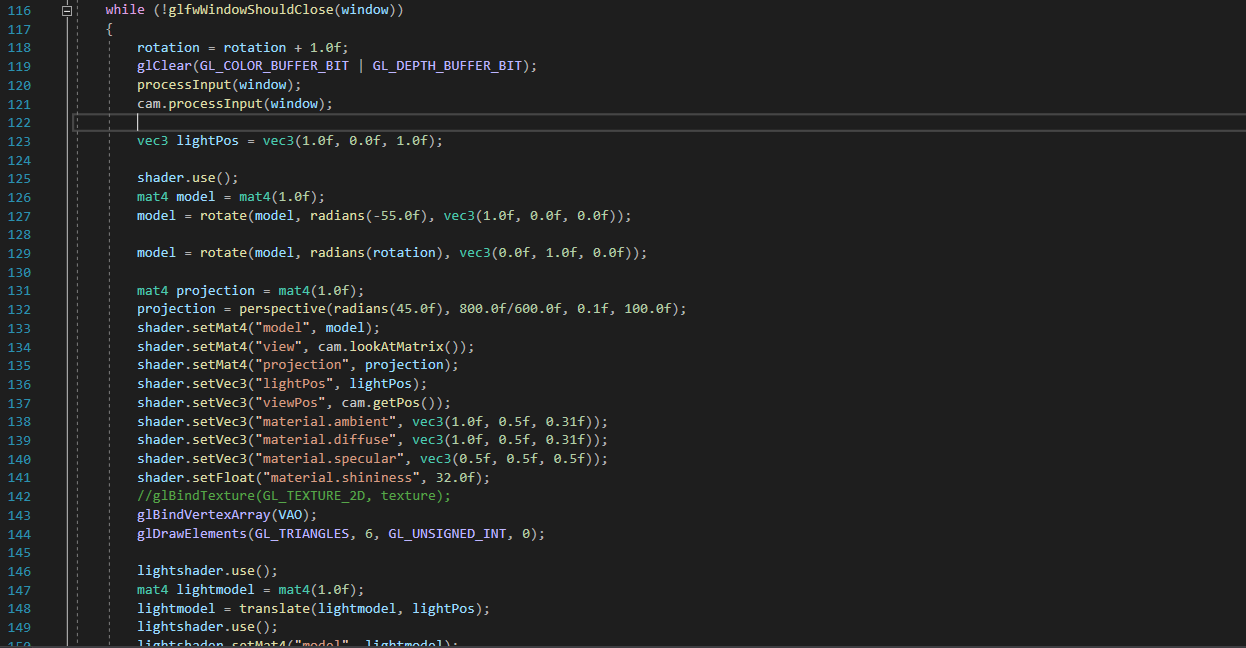 116 while (!glfwWindowShouldClose(window))
117 {
118 rotation = rotation + 1.0f;
119 glClear(GL_COLOR_BUFFER_BIT | GL_DEPTH_BUFFER_BIT);
120 processInput(window);
121 cam.processInput(window);
122
123 vec3 lightPos = vec3(1.0f, 0.0f, 1.0f);
124
125 shader.use();
126 mat4 model = mat4(1.0f);
127 model = rotate(model, radians(-55.0f), vec3(1.0f, 0.0f, 0.0f));
128
129 model = rotate(model, radians(rotation), vec3(0.0f, 1.0f, 0.0f));
130
131 mat4 projection = mat4(1.0f);
132 projection = perspective(radians(45.0f), 800.0f/600.0f, 0.1f, 100.0f);
133 shader.setMat4("model", model);
134 shader.setMat4("view", cam.lookAtMatrix());
135 shader.setMat4("projection", projection);
136 shader.setVec3("lightPos", lightPos);
137 shader.setVec3("viewPos", cam.getPos());
138 shader.setVec3("material.ambient", vec3(1.0f, 0.5f, 0.31f));
139 shader.setVec3("material.diffuse", vec3(1.0f, 0.5f, 0.31f));
140 shader.setVec3("material.specular", vec3(0.5f, 0.5f, 0.5f));
141 shader.setFloat("material.shininess", 32.0f);
142 //glBindTexture(GL_TEXTURE_2D, texture);
143 glBindVertexArray(VAO);
144 glDrawElements(GL_TRIANGLES, 6, GL_UNSIGNED_INT, 0);
145
146 lightshader.use();
147 mat4 lightmodel = mat4(1.0f);
148 lightmodel = translate(lightmodel, lightPos);
149 lightshader.use();
150 lightshader.setMat4("model", lightmodel);